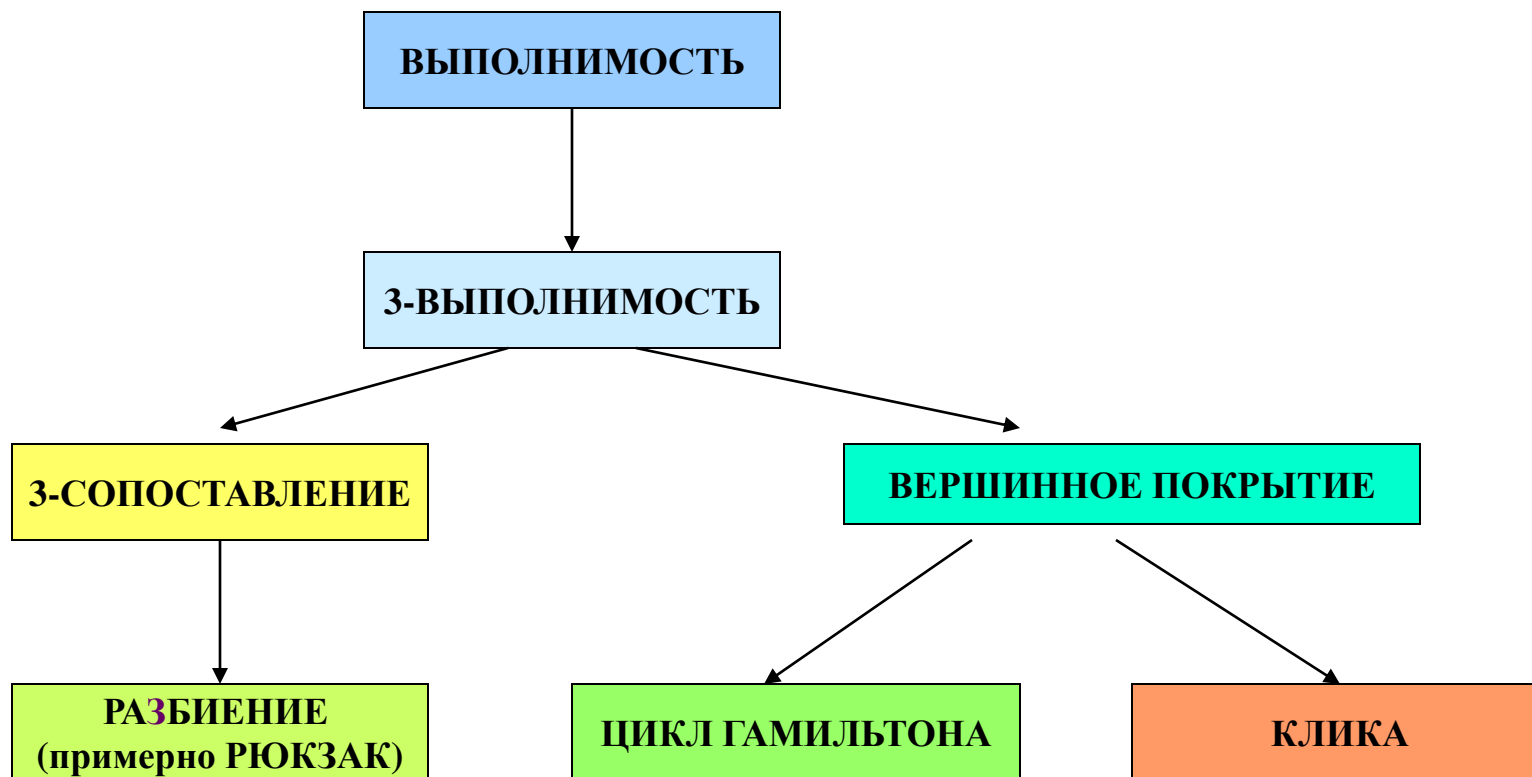 ВЫПОЛНИМОСТЬ
3-ВЫПОЛНИМОСТЬ
3-СОПОСТАВЛЕНИЕ
ВЕРШИННОЕ ПОКРЫТИЕ
РАЗБИЕНИЕ
(примерно РЮКЗАК)
ЦИКЛ ГАМИЛЬТОНА
КЛИКА